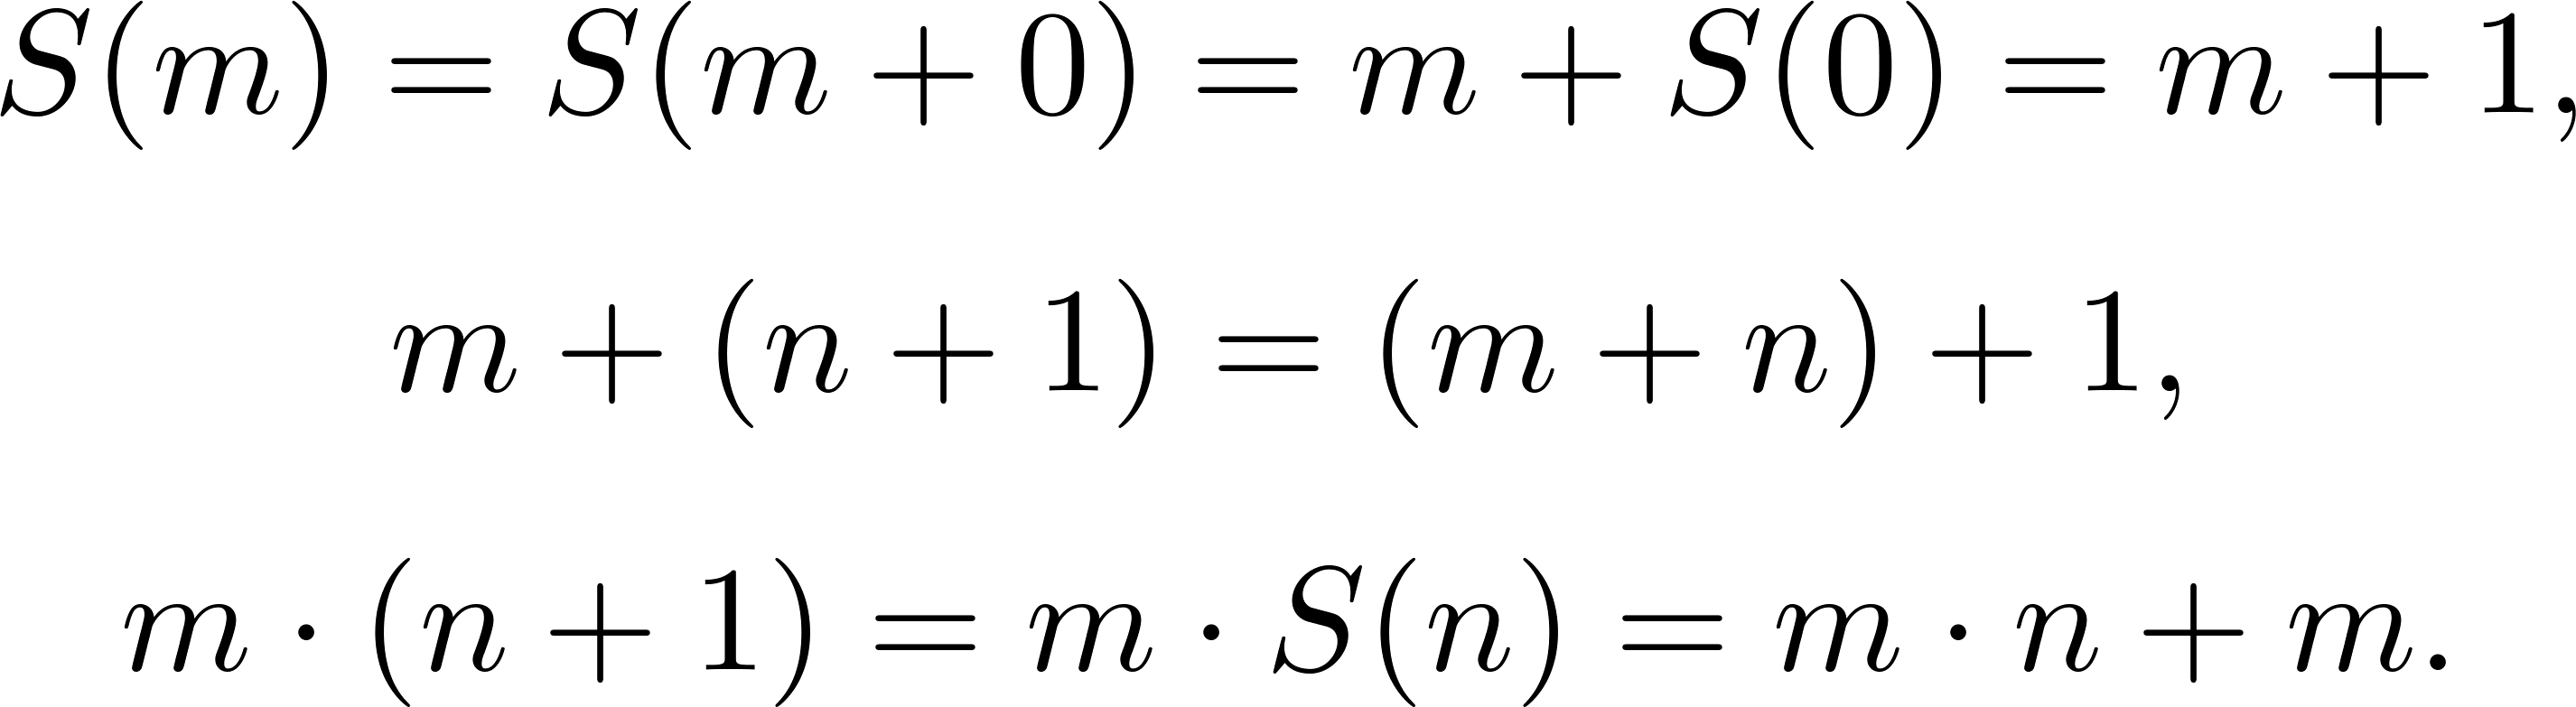 S(m) = S(m + 0) = m + S(0) = m + 1,
m + (n + 1) = (m + n) + 1,
m · (n + 1) = m · S(n) = m · n + m.